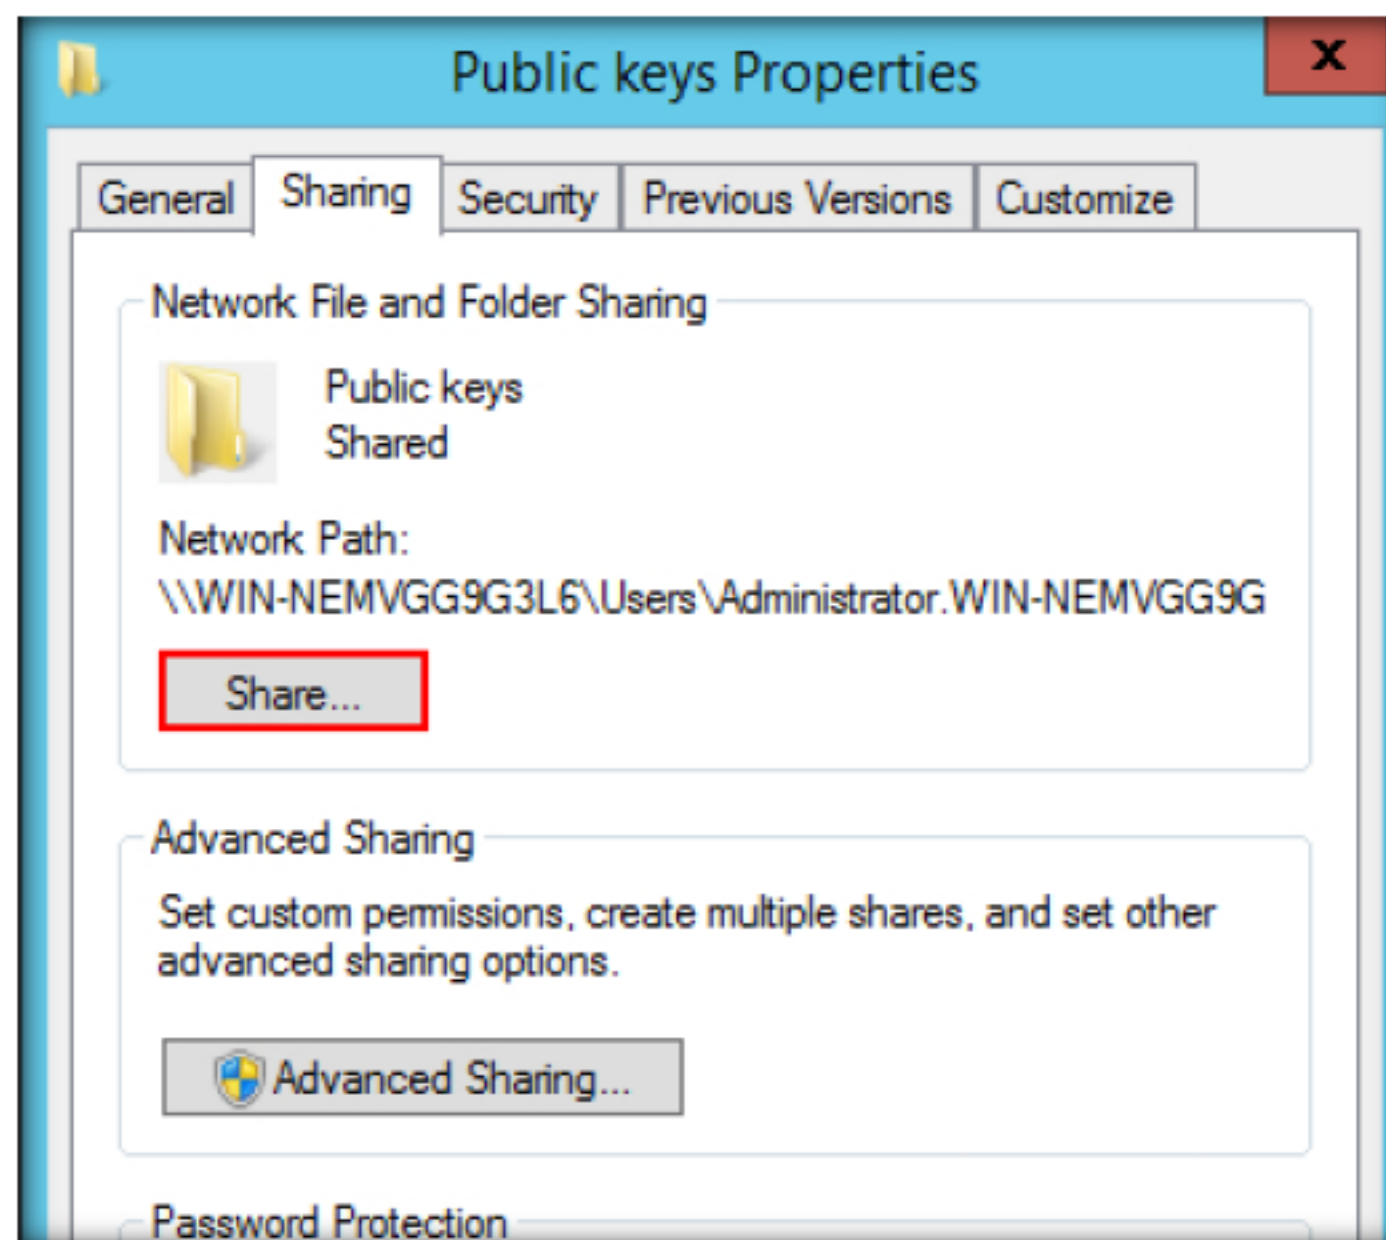 Public keys Properties
x
General Sharing Security Previous Versions Customize
Network File and Folder Sharing
Public keys
Shared
Network Path:
\\WIN-NEMVGG9G3L6\Users\Administrator.WIN-NEMVGG9G
Share...
Advanced Sharing
Set custom permissions, create multiple shares, and set other
advanced sharing options.
Advanced Sharing...
Password Protection